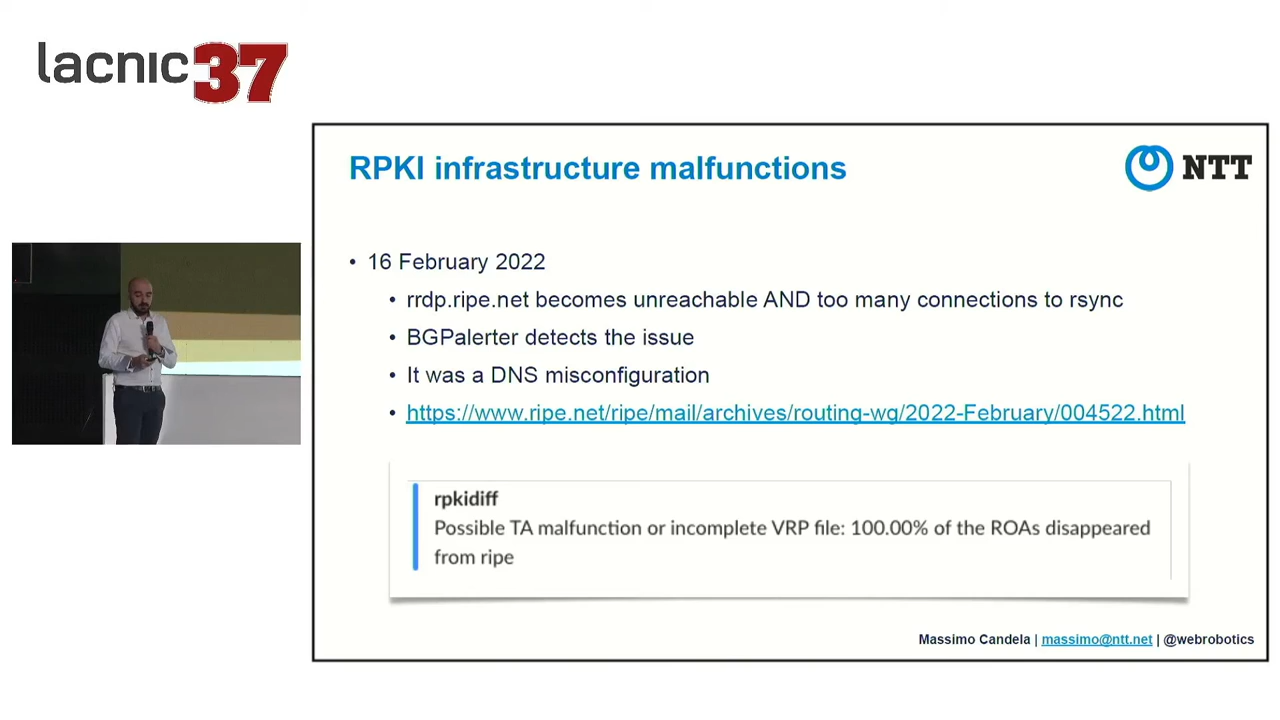 lacnic 37
RPKI infrastructure malfunctions
NTT
• 16 February 2022
• rrdp.ripe.net becomes unreachable AND too many connections to rsync
• BGPalerter detects the issue
• It was a DNS misconfiguration
• https://www.ripe.net/ripe/mail/archives/routing-wg/2022-February/004522.html
rpkidiff
Possible TA malfunction or incomplete VRP file: 100.00% of the ROAs disappeared
from ripe
Massimo Candela | massimo@ntt.net | @webrobotics